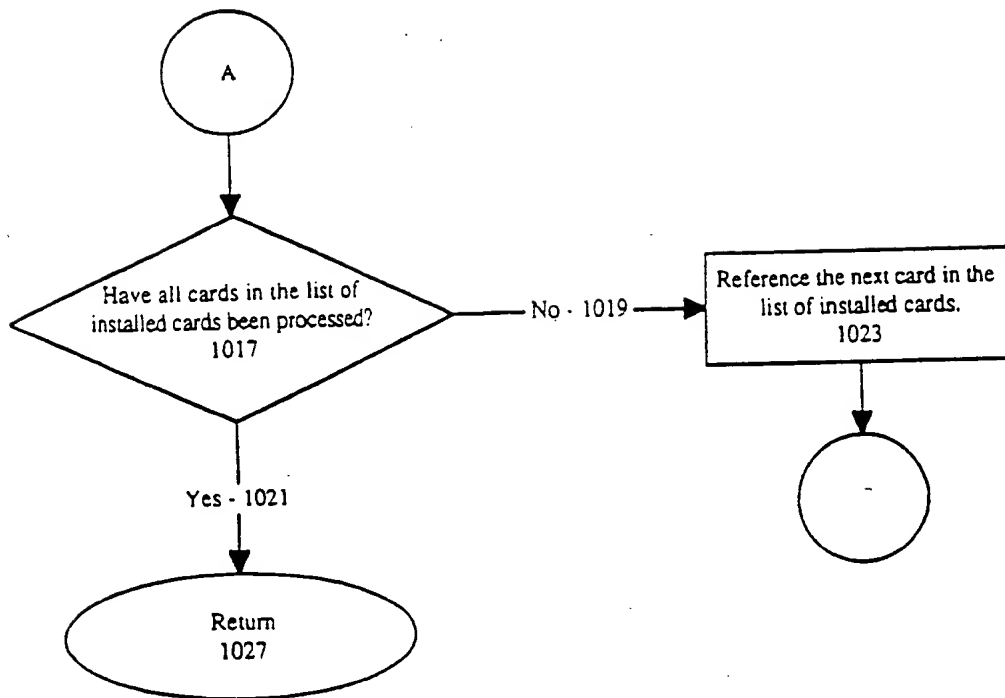 A
Have all cards in the list of
installed cards been processed?
1017
No - 1019
Reference the next card in the
list of installed cards.
1023
Yes - 1021
Return
1027